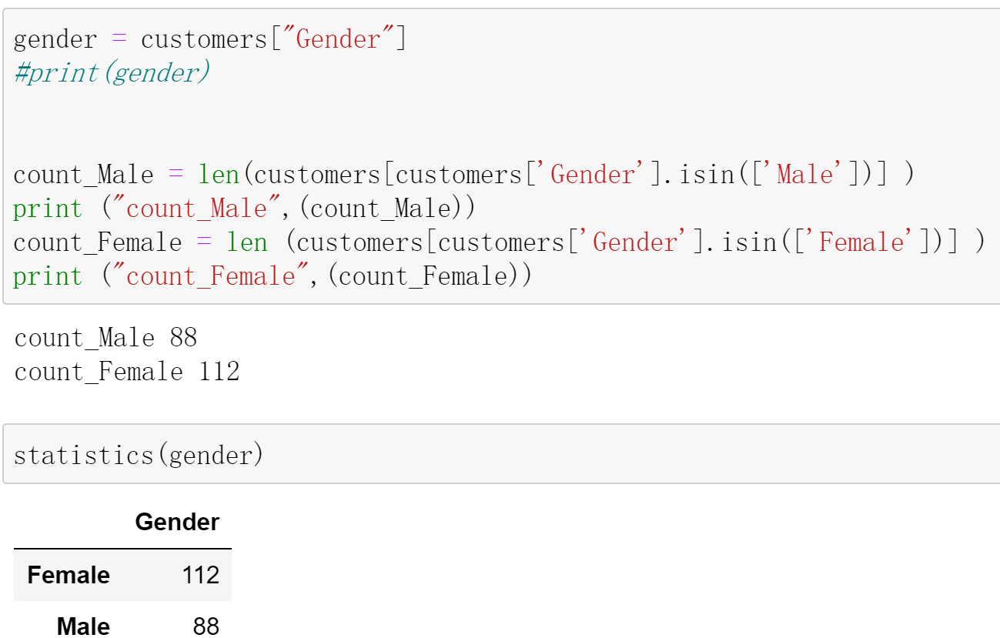 gender = customers["Gender"]
#print(gender)
count_Male = len(customers[customers['Gender'].isin(['Male'])] )
print ("count_Male",(count_Male))
count_Female = len (customers[customers['Gender'].isin(['Female'])] )
print ("count_Female",(count_Female))
count_Male 88
count_Female 112
statistics(gender)
Gender
Female 112
Male 88